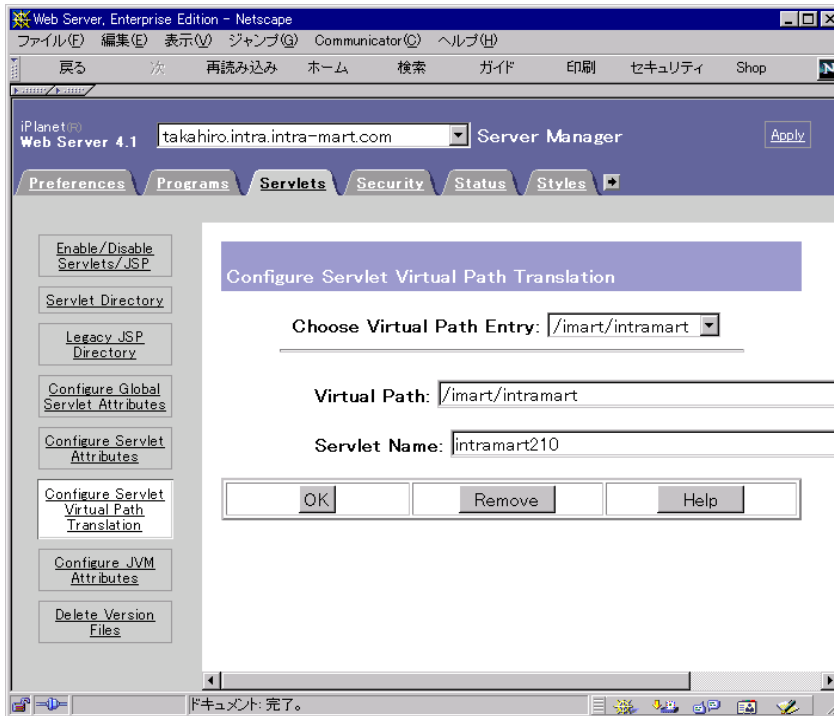 Web Server, Enterprise Edition - Netscape
ファイル(F) 編集(E) 表示(V) ジャンプ(G) Communicator(C) ヘルプ(H)
戻る 次 再読み込み ホーム 検索 ガイド 印刷 セキュリティ Shop N
iPlanet(R)
Web Server 4.1 takahiro.intra.intra-mart.com Server Manager Apply
Preferences Programs Servlets Security Status Styles
Enable/Disable
Servlets/JSP
Servlet Directory
Legacy JSP
Directory
Configure Global
Servlet Attributes
Configure Servlet
Attributes
Configure Servlet
Virtual Path
Translation
Configure JVM
Attributes
Delete Version
Files
Configure Servlet Virtual Path Translation
Choose Virtual Path Entry: /imart/intramart
Virtual Path: /imart/intramart
Servlet Name: intramart210
OK Remove Help
ドキュメント: 完了。